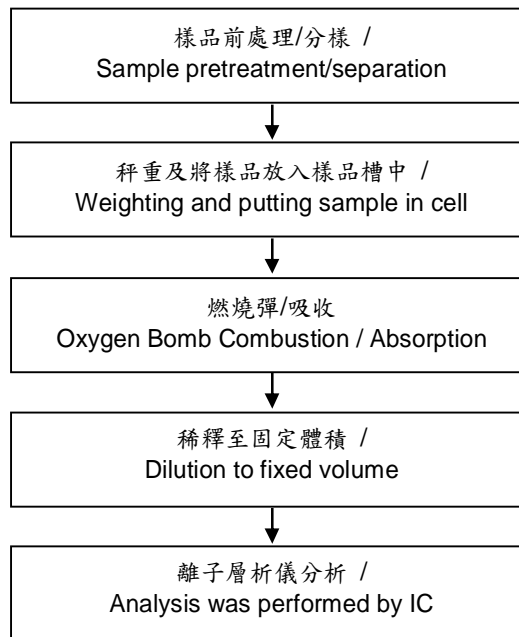 樣品前處理/分樣 /
Sample pretreatment/separation
秤重及將樣品放入樣品槽中 /
Weighting and putting sample in cell
燃燒彈/吸收
Oxygen Bomb Combustion / Absorption
稀釋至固定體積 /
Dilution to fixed volume
離子層析儀分析 /
Analysis was performed by IC